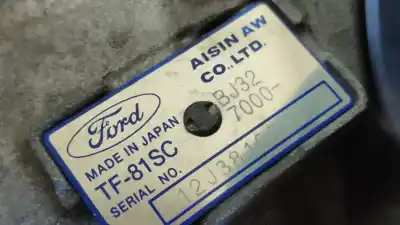 Ford
AISIN AW
CO.,LTD.
MADE IN JAPAN
BJ32
TF-81SC
7000-
SERIAL NO.